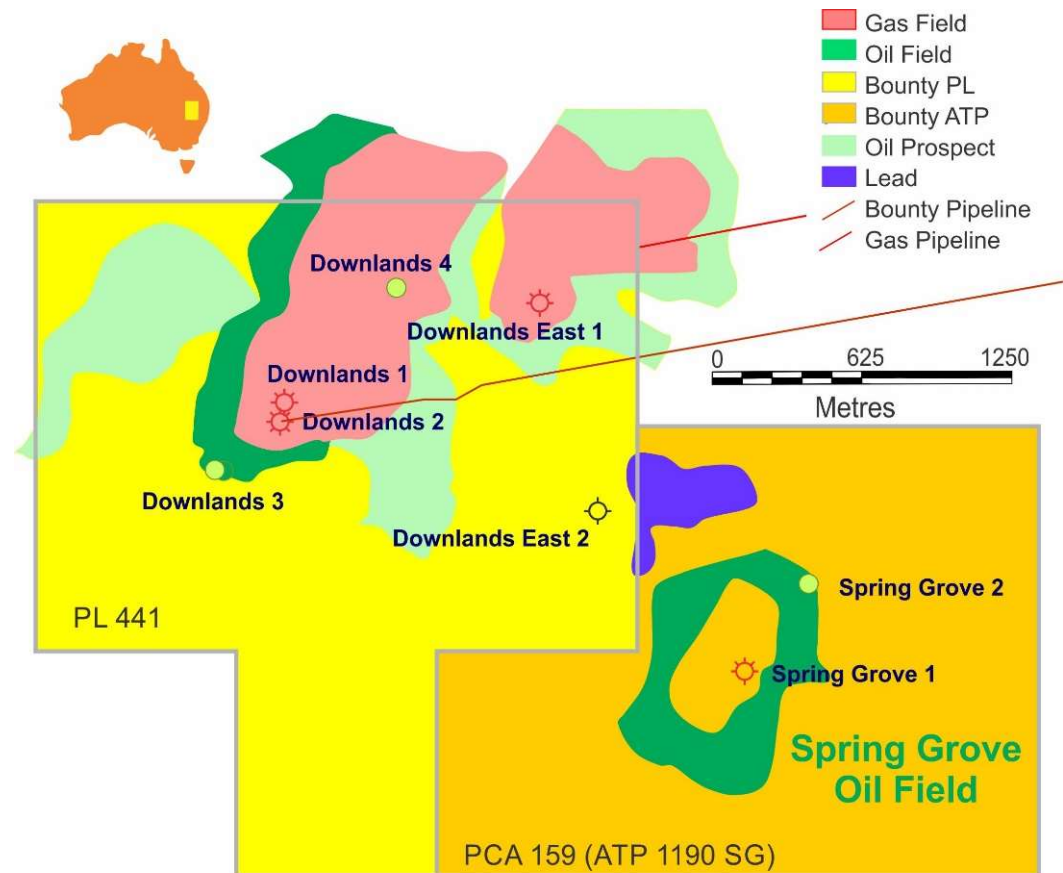 Gas Field
Oil Field
Bounty PL
Bounty ATP
Oil Prospect
Lead
Bounty Pipeline
Gas Pipeline
Downlands 4
Downlands East 1
0 625 1250
Metres
Downlands 1
Downlands 2
Downlands 3
Downlands East 2
Spring Grove 2
PL 441
Spring Grove 1
Spring Grove
Oil Field
PCA 159 (ATP 1190 SG)